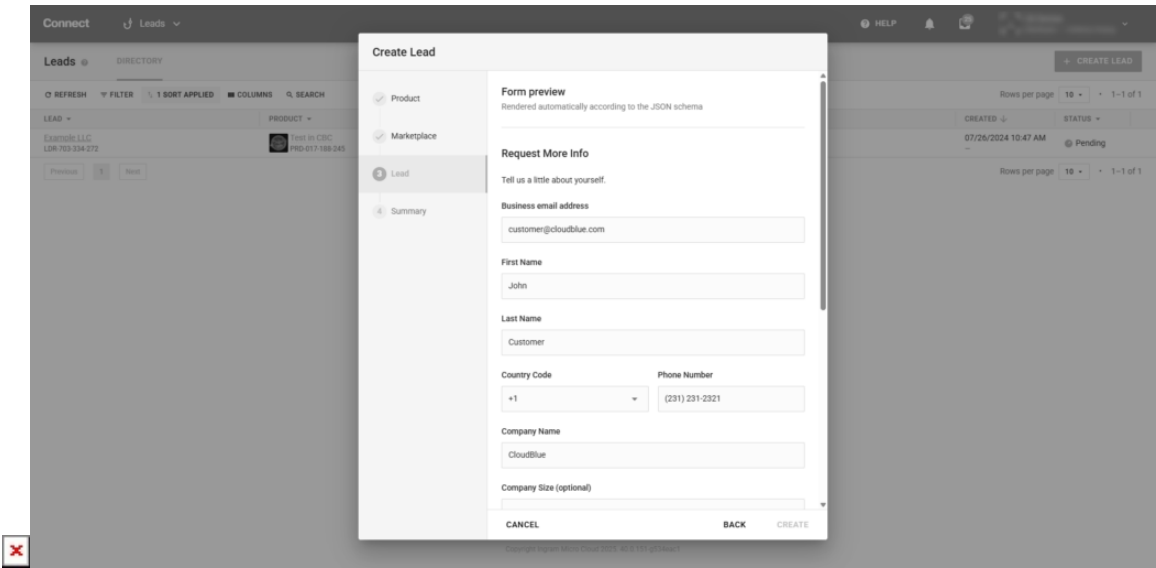 Connect
Leads
HELP
Leads
DIRECTORY
+ CREATE LEAD
REFRESH
FILTER
1 SORT APPLIED
COLUMNS
SEARCH
Rows per page 10 1–1 of 1
LEAD
PRODUCT
CREATED
STATUS
Example LLC
LDR-703-334-272
Test in CBC
PRD-017-188-245
07/26/2024 10:47 AM
--
Pending
Previous 1 Next
Rows per page 10 1–1 of 1
Create Lead
Product
Marketplace
3 Lead
4 Summary
Form preview
Rendered automatically according to the JSON schema
Request More Info
Tell us a little about yourself.
Business email address
customer@cloudblue.com
First Name
John
Last Name
Customer
Country Code
Phone Number
+1
(231) 231-2321
Company Name
CloudBlue
Company Size (optional)
CANCEL
BACK
CREATE
Copyright Ingram Micro Cloud 2025.